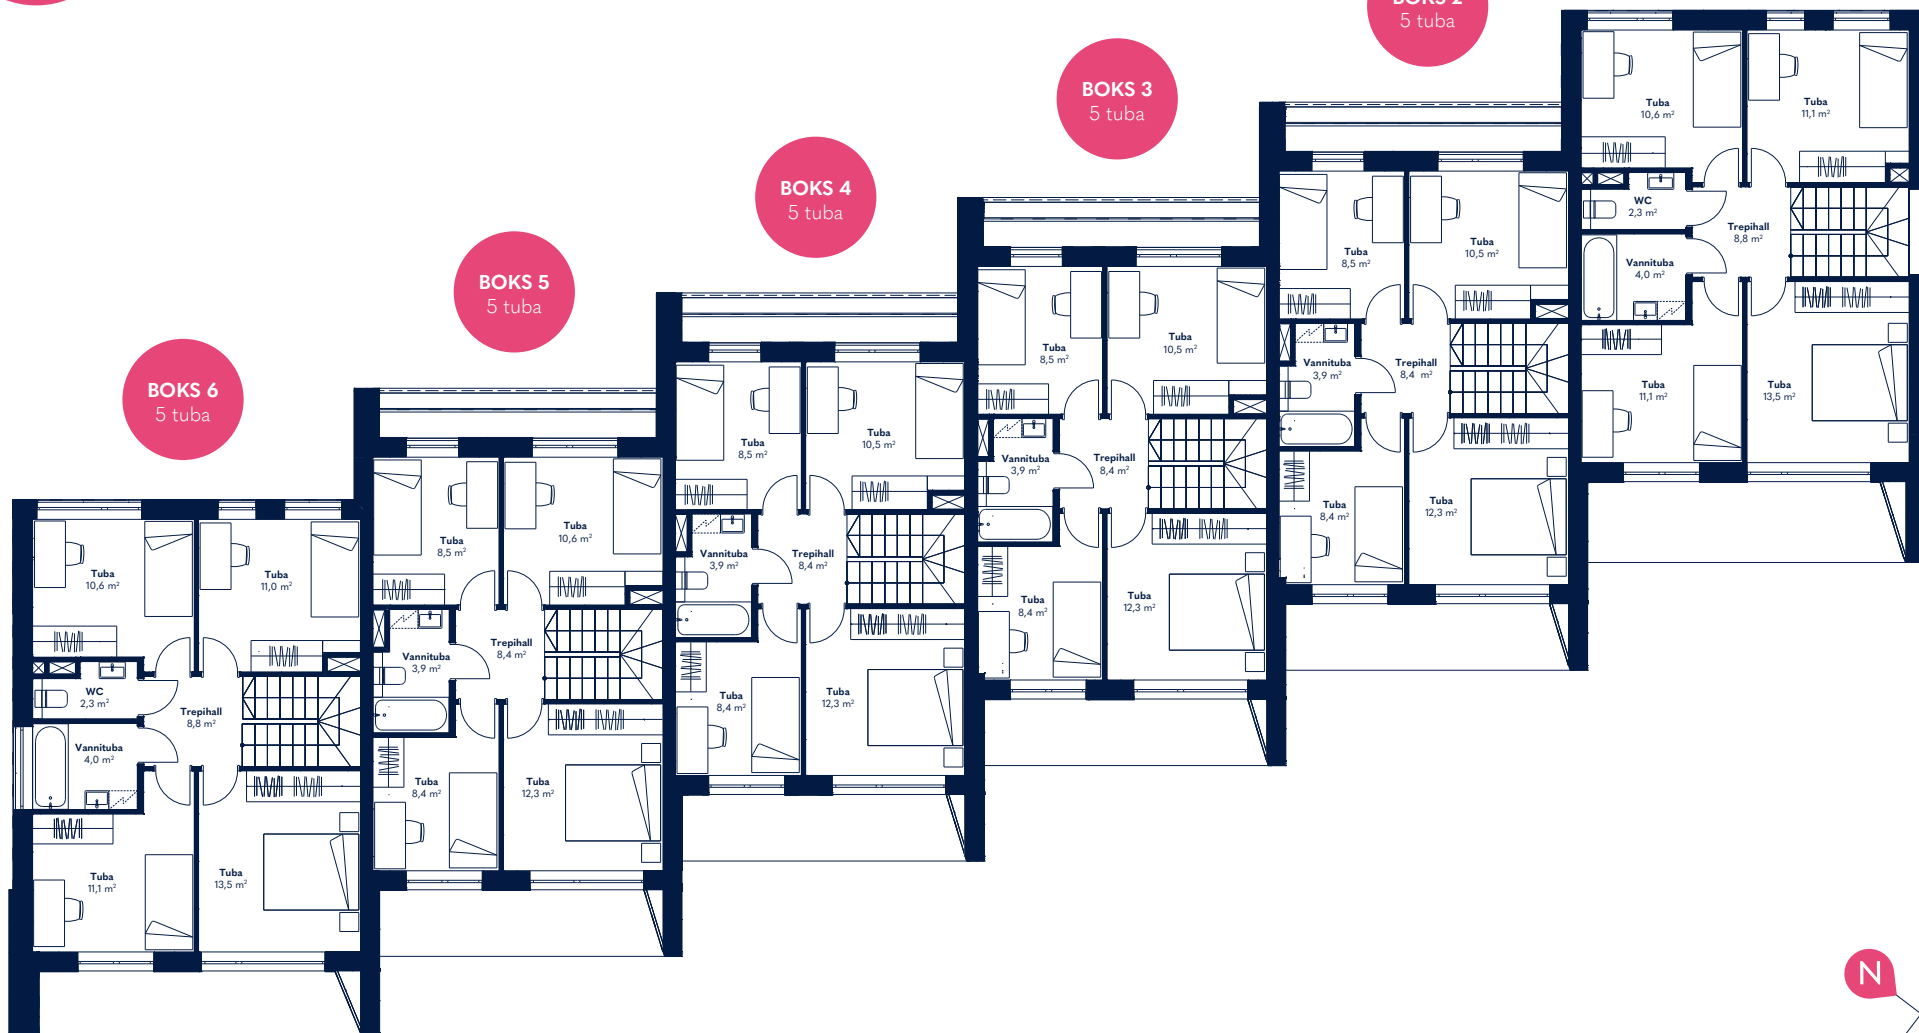 BOKS 2
5 tuba
BOKS 3
5 tuba
BOKS 4
5 tuba
BOKS 5
5 tuba
BOKS 6
5 tuba
Tuba
10,6 m²
Tuba
11,1 m²
WC
2,3 m²
Trepihall
8,8 m²
Vannituba
4,0 m²
Tuba
11,1 m²
Tuba
13,5 m²
Tuba
8,5 m²
Tuba
10,5 m²
Vannituba
3,9 m²
Trepihall
8,4 m²
Tuba
8,4 m²
Tuba
12,3 m²
Tuba
8,5 m²
Tuba
10,5 m²
Vannituba
3,9 m²
Trepihall
8,4 m²
Tuba
8,4 m²
Tuba
12,3 m²
Tuba
8,5 m²
Tuba
10,5 m²
Vannituba
3,9 m²
Trepihall
8,4 m²
Tuba
8,4 m²
Tuba
12,3 m²
Tuba
8,5 m²
Tuba
10,6 m²
Vannituba
3,9 m²
Trepihall
8,4 m²
Tuba
8,4 m²
Tuba
12,3 m²
Tuba
10,6 m²
Tuba
11,0 m²
WC
2,3 m²
Trepihall
8,8 m²
Vannituba
4,0 m²
Tuba
11,1 m²
Tuba
13,5 m²
N